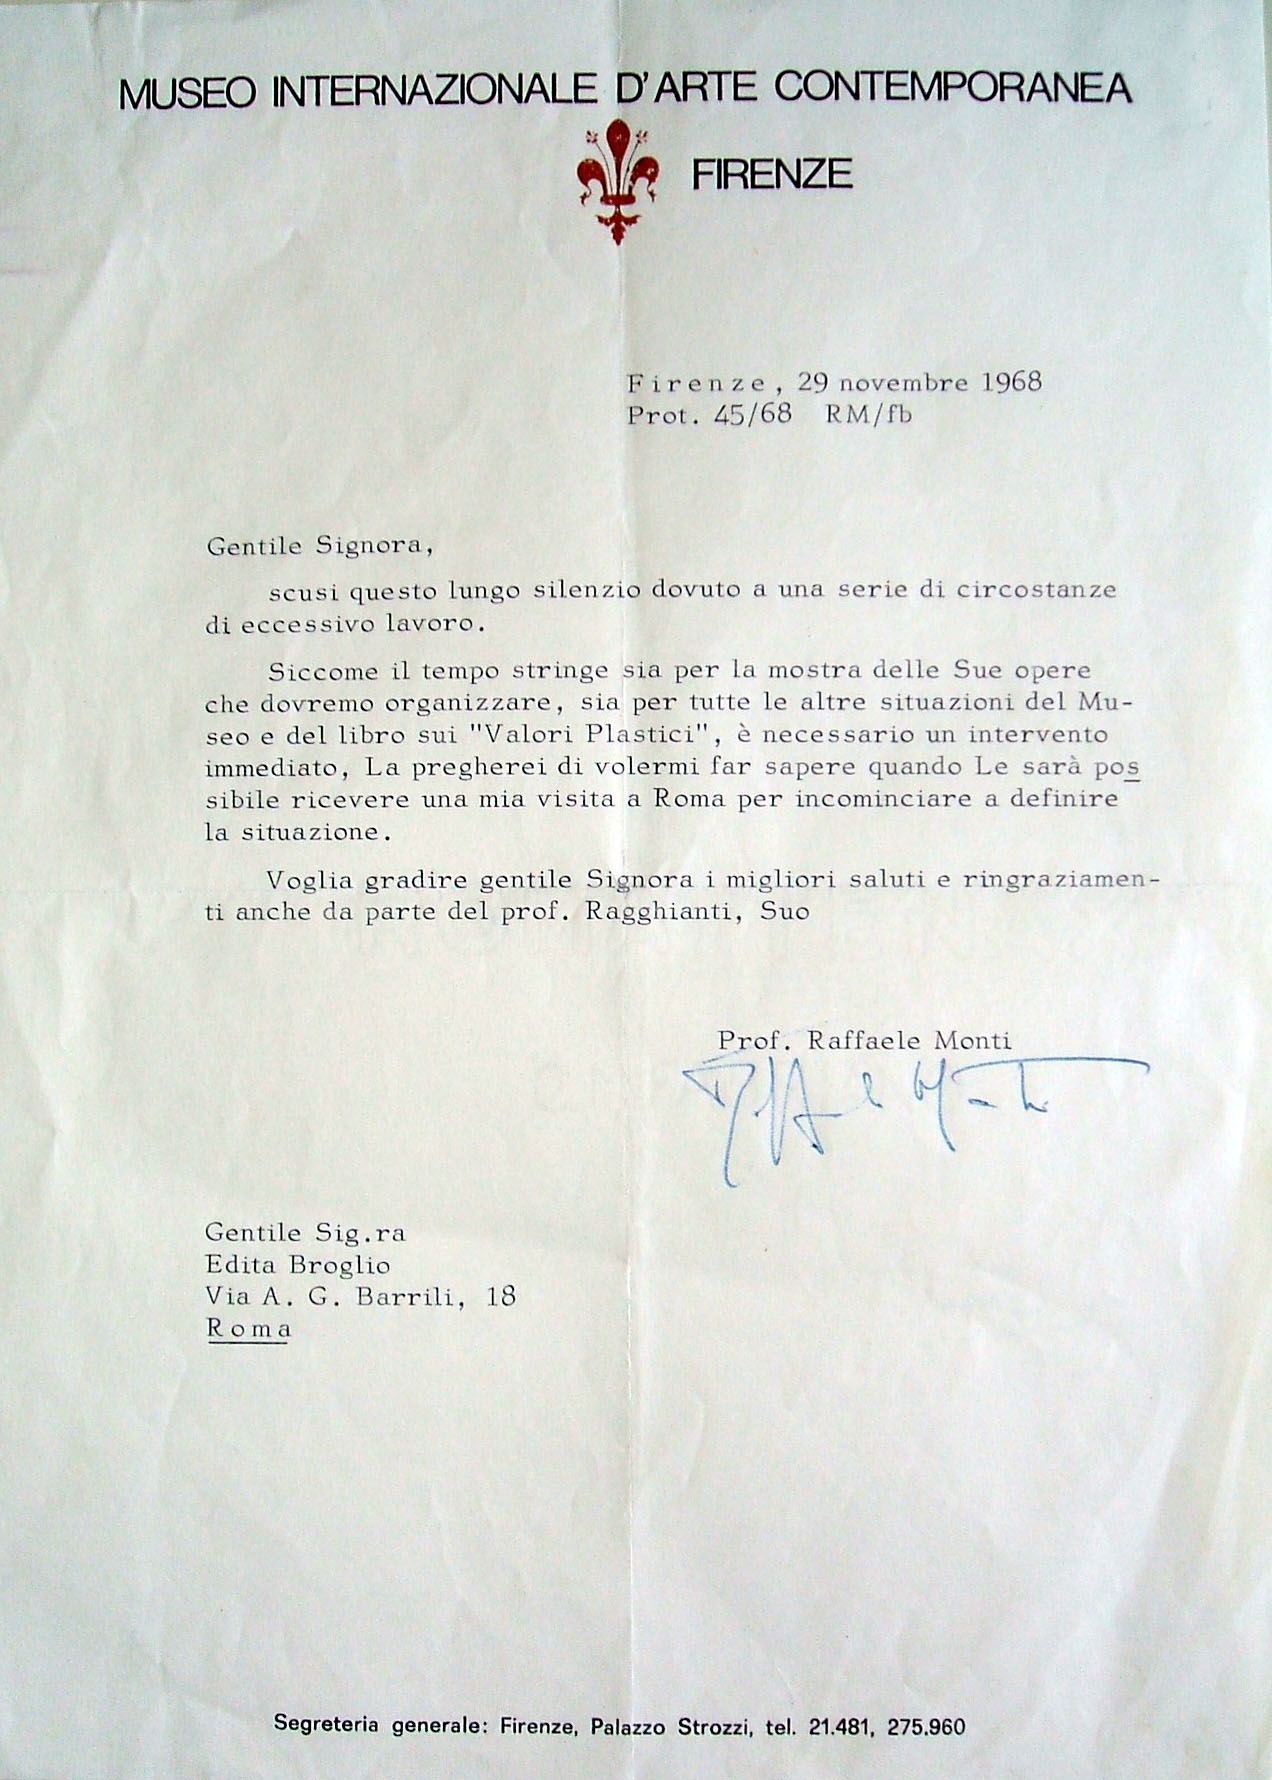 MUSEO INTERNAZIONALE D'ARTE CONTEMPORANEA
FIRENZE
Firenze, 29 novembre 1968
Prot. 45/68 RM/fb
Gentile Signora,
scusi questo lungo silenzio dovuto a una serie di circostanze
di eccessivo lavoro.
Siccome il tempo stringe sia per la mostra delle Sue opere
che dovremo organizzare, sia per tutte le altre situazioni del Mu-
seo e del libro sui "Valori Plastici", è necessario un intervento
immediato, La pregherei di volermi far sapere quando Le sarà pos
sibile ricevere una mia visita a Roma per incominciare a definire
la situazione.
Voglia gradire gentile Signora i migliori saluti e ringraziamen-
ti anche da parte del prof. Ragghianti, Suo
Prof. Raffaele Monti
Raffaele Monti
Gentile Sig.ra
Edita Broglio
Via A. G. Barrili, 18
Roma
Segreteria generale: Firenze, Palazzo Strozzi, tel. 21.481, 275.960